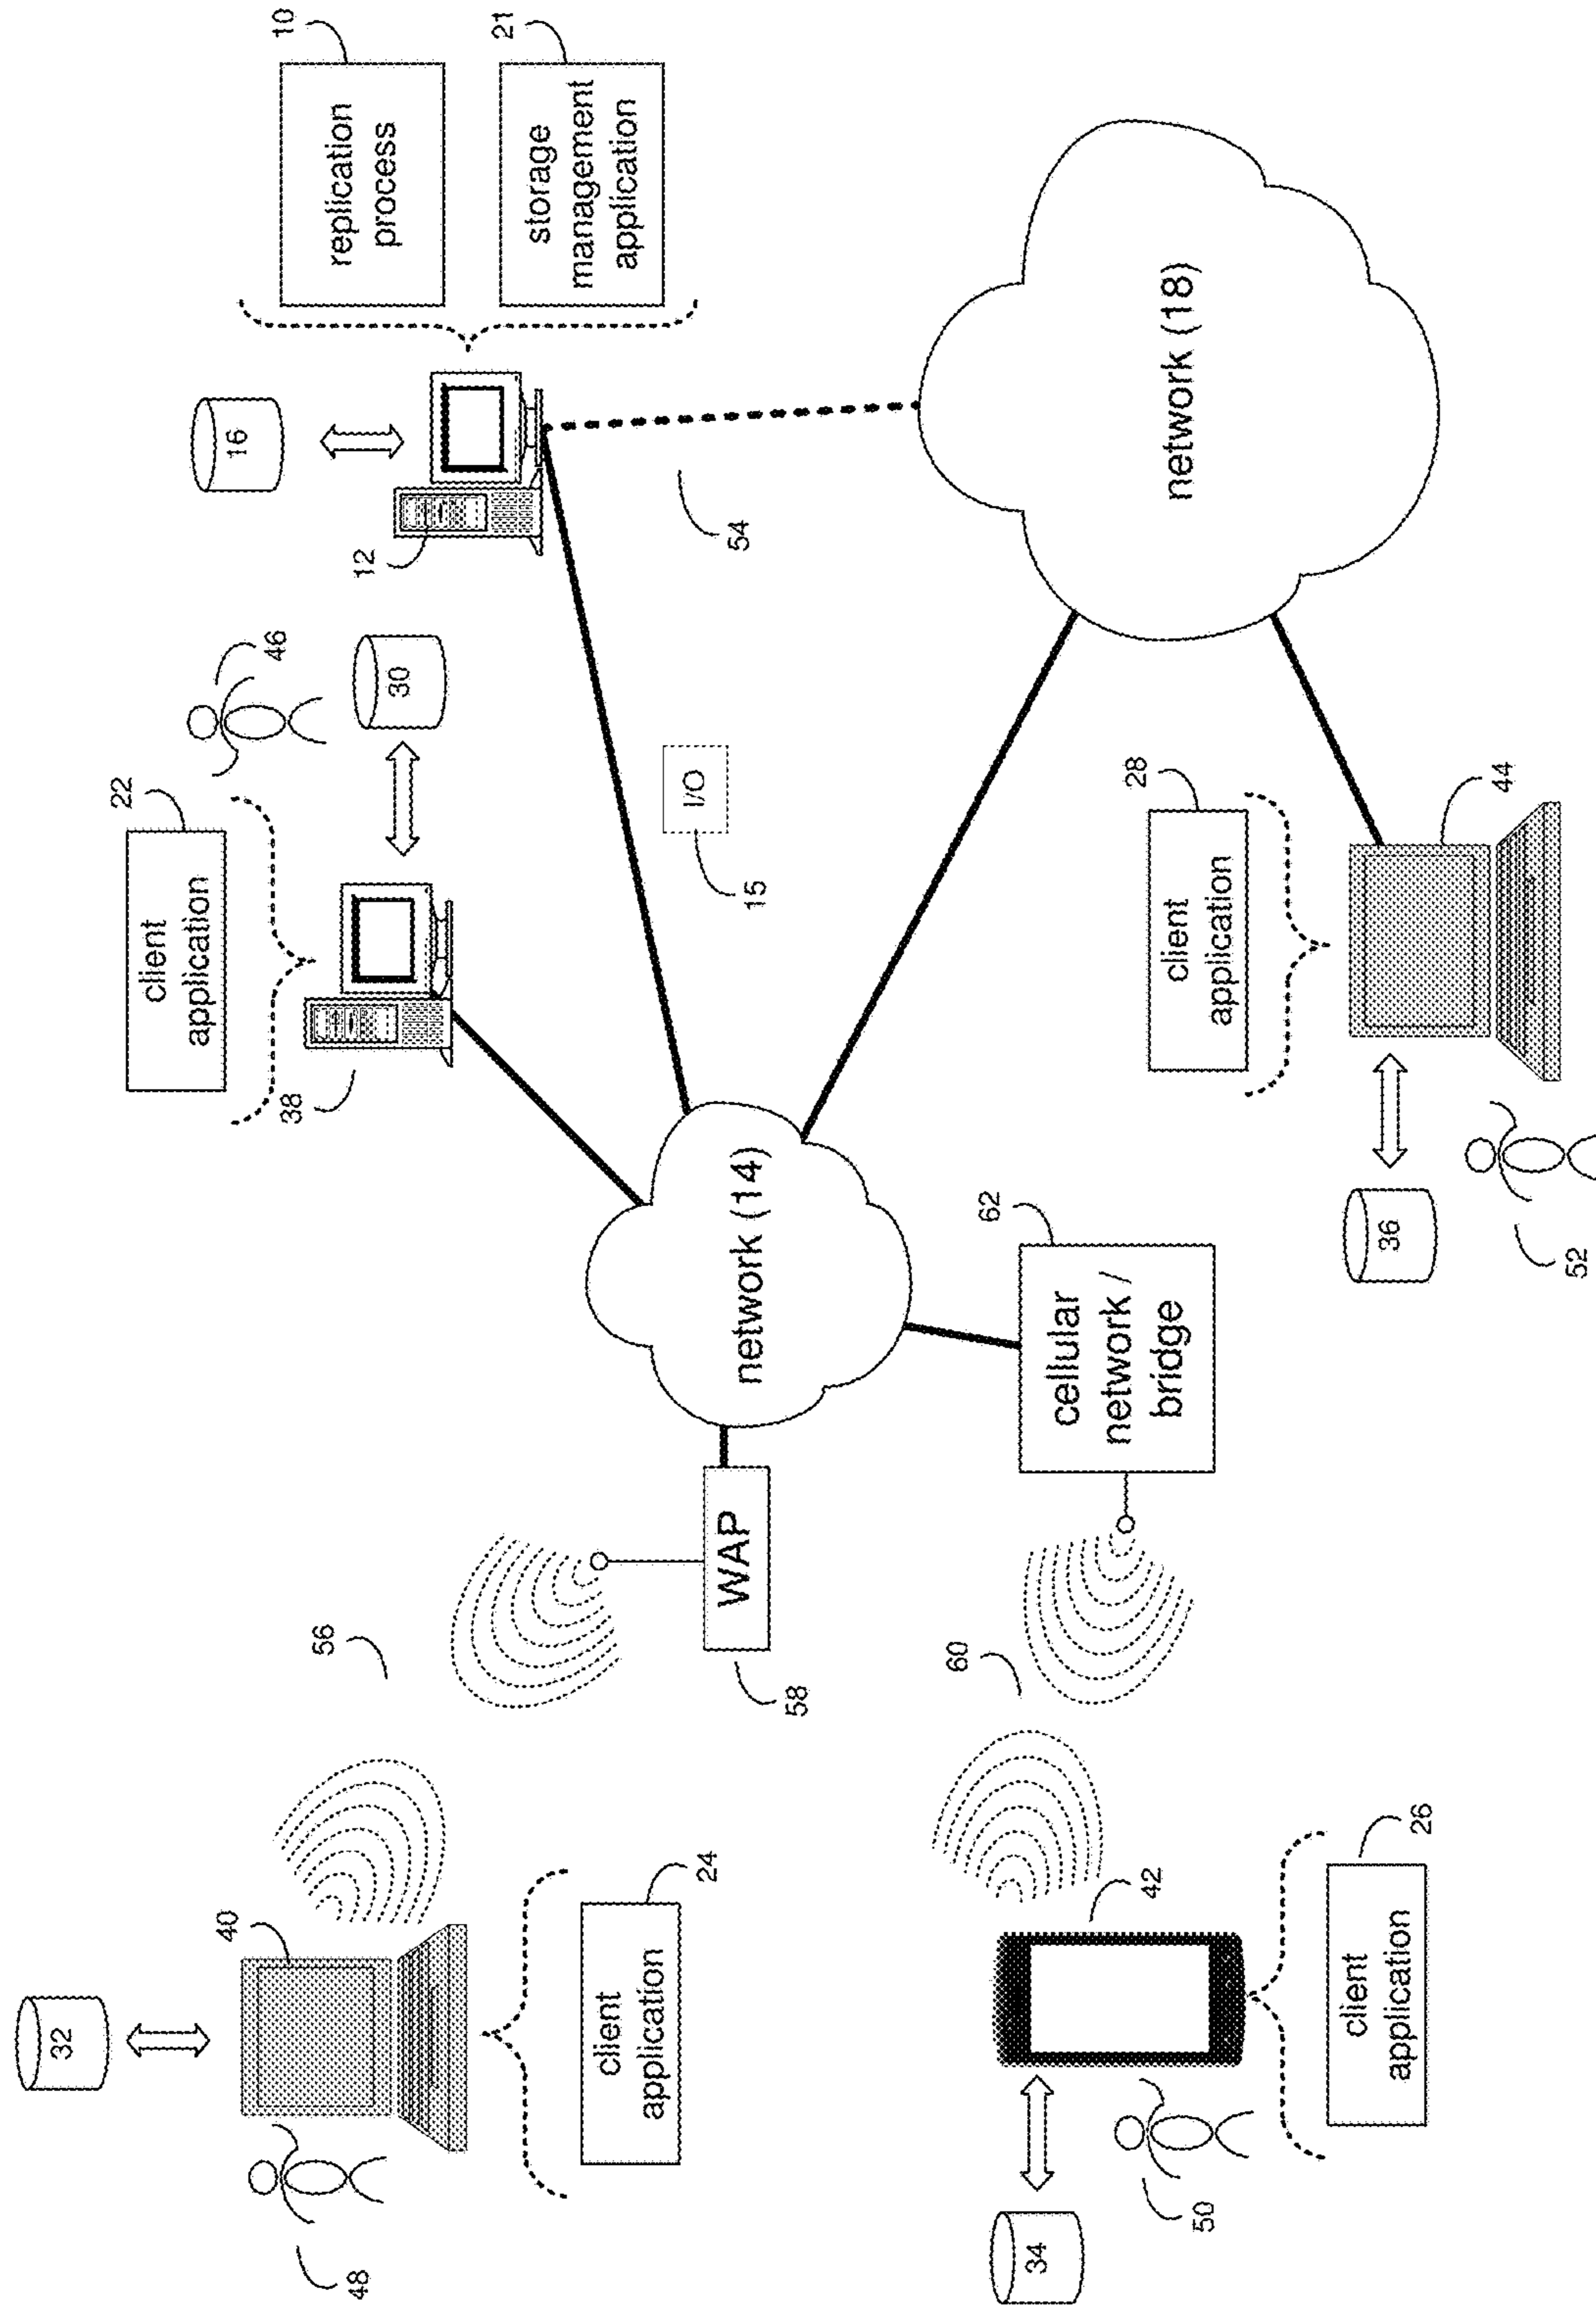 32
40
48
client
application
24
56
WAP
58
34
42
50
client
application
26
60
cellular
network /
bridge
62
network (14)
client
application
22
38
46
30
I/O
15
16
12
replication
process
10
storage
management
application
21
54
network (18)
client
application
28
44
36
52